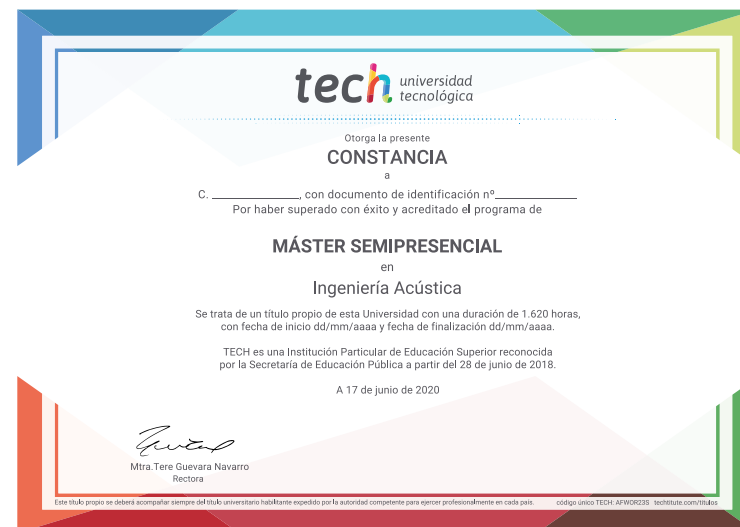 tech universidad
tecnológica
Otorga la presente
CONSTANCIA
a
C. ______________, con documento de identificación nº______________
Por haber superado con éxito y acreditado el programa de
MÁSTER SEMIPRESENCIAL
en
Ingeniería Acústica
Se trata de un título propio de esta Universidad con una duración de 1.620 horas,
con fecha de inicio dd/mm/aaaa y fecha de finalización dd/mm/aaaa.
TECH es una Institución Particular de Educación Superior reconocida
por la Secretaría de Educación Pública a partir del 28 de junio de 2018.
A 17 de junio de 2020
Mtra.Tere Guevara Navarro
Rectora
Este título propio se deberá acompañar siempre del título universitario habilitante expedido por la autoridad competente para ejercer profesionalmente en cada país. código único TECH: AFWOR23S techtitute.com/títulos